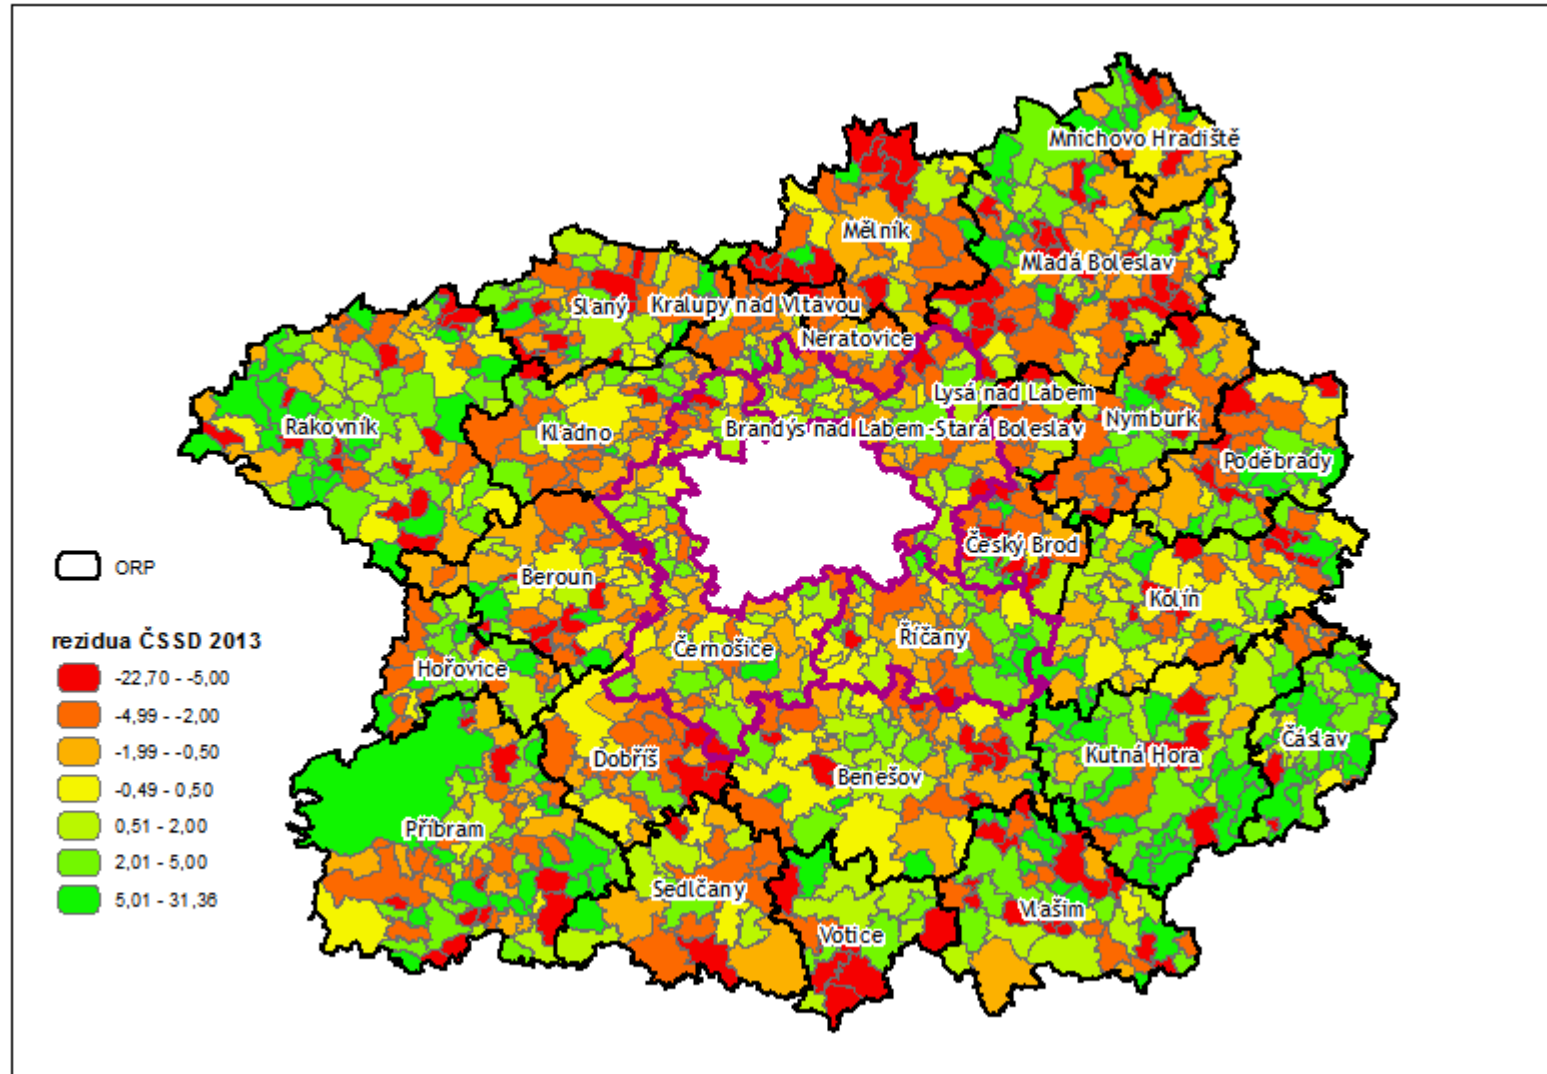 Mnichovo Hradiště
Mělník
Mladá Boleslav
Slaný
Kralupy nad Vltavou
Neratovice
Lysá nad Labem
Rakovník
Kladno
Brandýs nad Labem-Stará Boleslav
Nymburk
Poděbrady
Český Brod
ORP
Beroun
Kolín
rezidua ČSSD 2013
Černošice
Říčany
Hořovice
-22,70 - -5,00
-4,99 - -2,00
-1,99 - -0,50
-0,49 - 0,50
0,51 - 2,00
2,01 - 5,00
5,01 - 31,36
Dobříš
Benešov
Kutná Hora
Čáslav
Příbram
Sedlčany
Votice
Vlašim